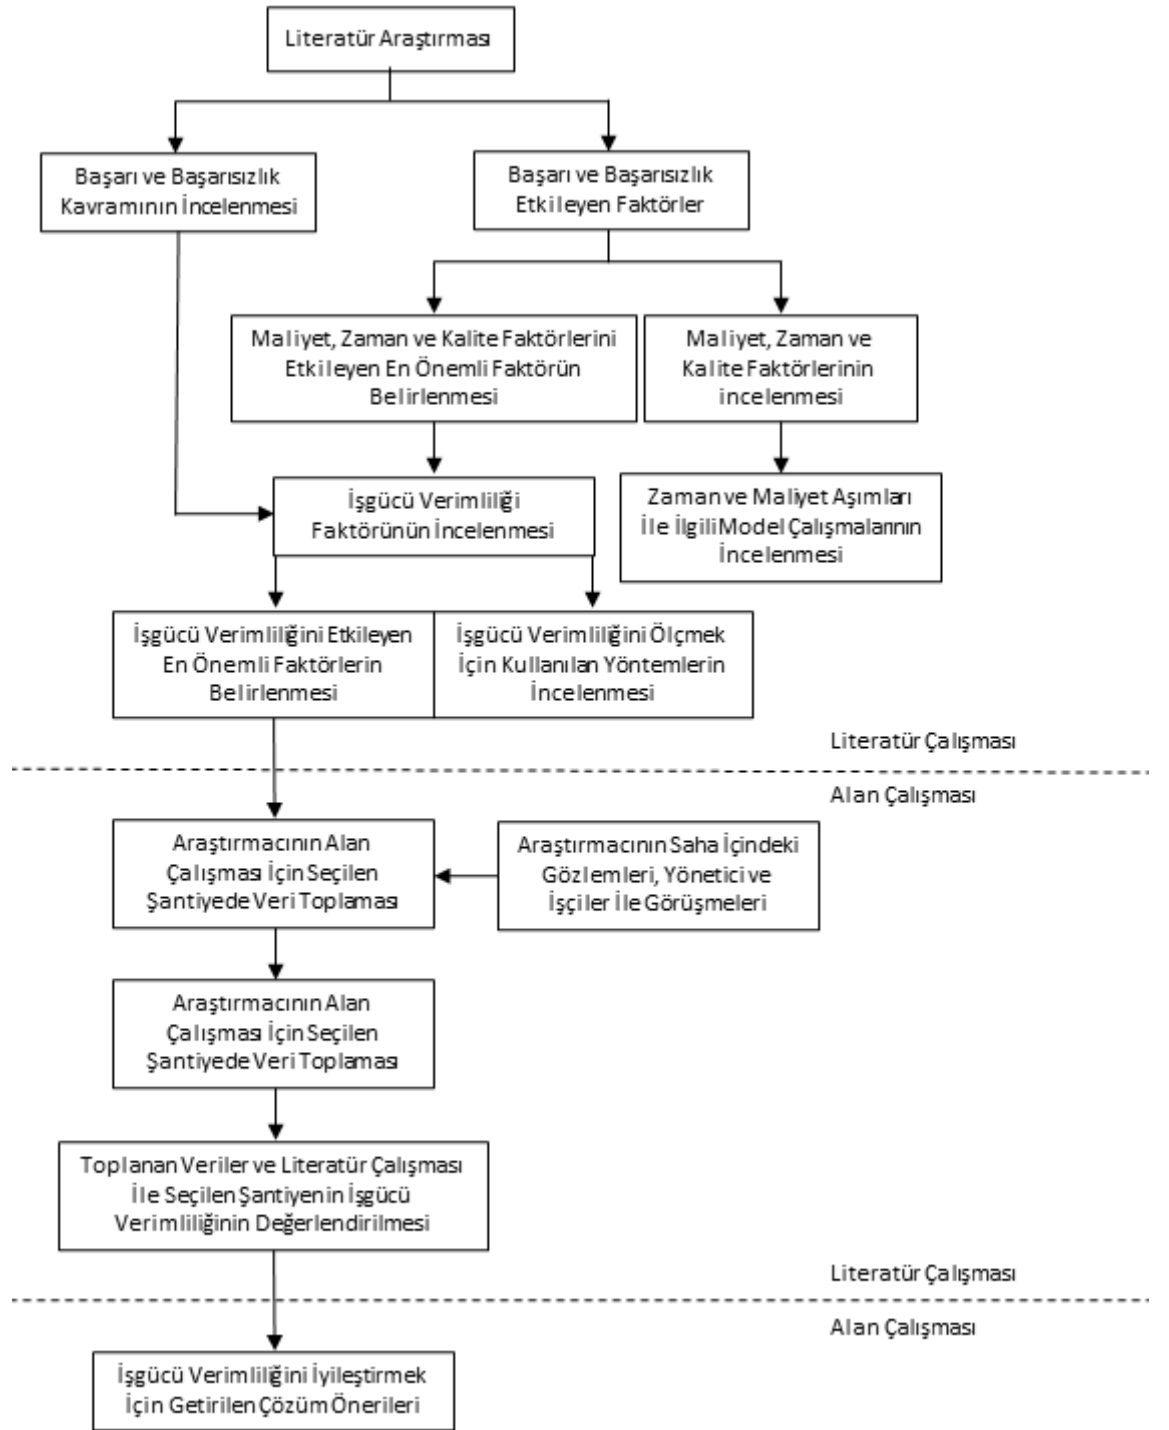 Literatür Araştırması
Başarı ve Başarısızlık
Kavramının İncelenmesi
Başarı ve Başarısızlık
Etkileyen Faktörler
Maliyet, Zaman ve Kalite Faktörlerini
Etkileyen En Önemli Faktörün
Belirlenmesi
Maliyet, Zaman ve
Kalite Faktörlerinin
incelenmesi
İşgücü Verimliliği
Faktörünün İncelenmesi
Zaman ve Maliyet Aşımları
İle İlgili Model Çalışmalarının
İncelenmesi
İşgücü Verimliliğini Etkileyen
En Önemli Faktörlerin
Belirlenmesi
İşgücü Verimliliğini Ölçmek
İçin Kullanılan Yöntemlerin
İncelenmesi
Literatür Çalışması
Alan Çalışması
Araştırmacının Alan
Çalışması İçin Seçilen
Şantiyede Veri Toplaması
Araştırmacının Saha İçindeki
Gözlemleri, Yönetici ve
İşçiler İle Görüşmeleri
Araştırmacının Alan
Çalışması İçin Seçilen
Şantiyede Veri Toplaması
Toplanan Veriler ve Literatür Çalışması
İle Seçilen Şantiyenin İşgücü
Verimliliğinin Değerlendirilmesi
Literatür Çalışması
Alan Çalışması
İşgücü Verimliliğini İyileştirmek
İçin Getirilen Çözüm Önerileri